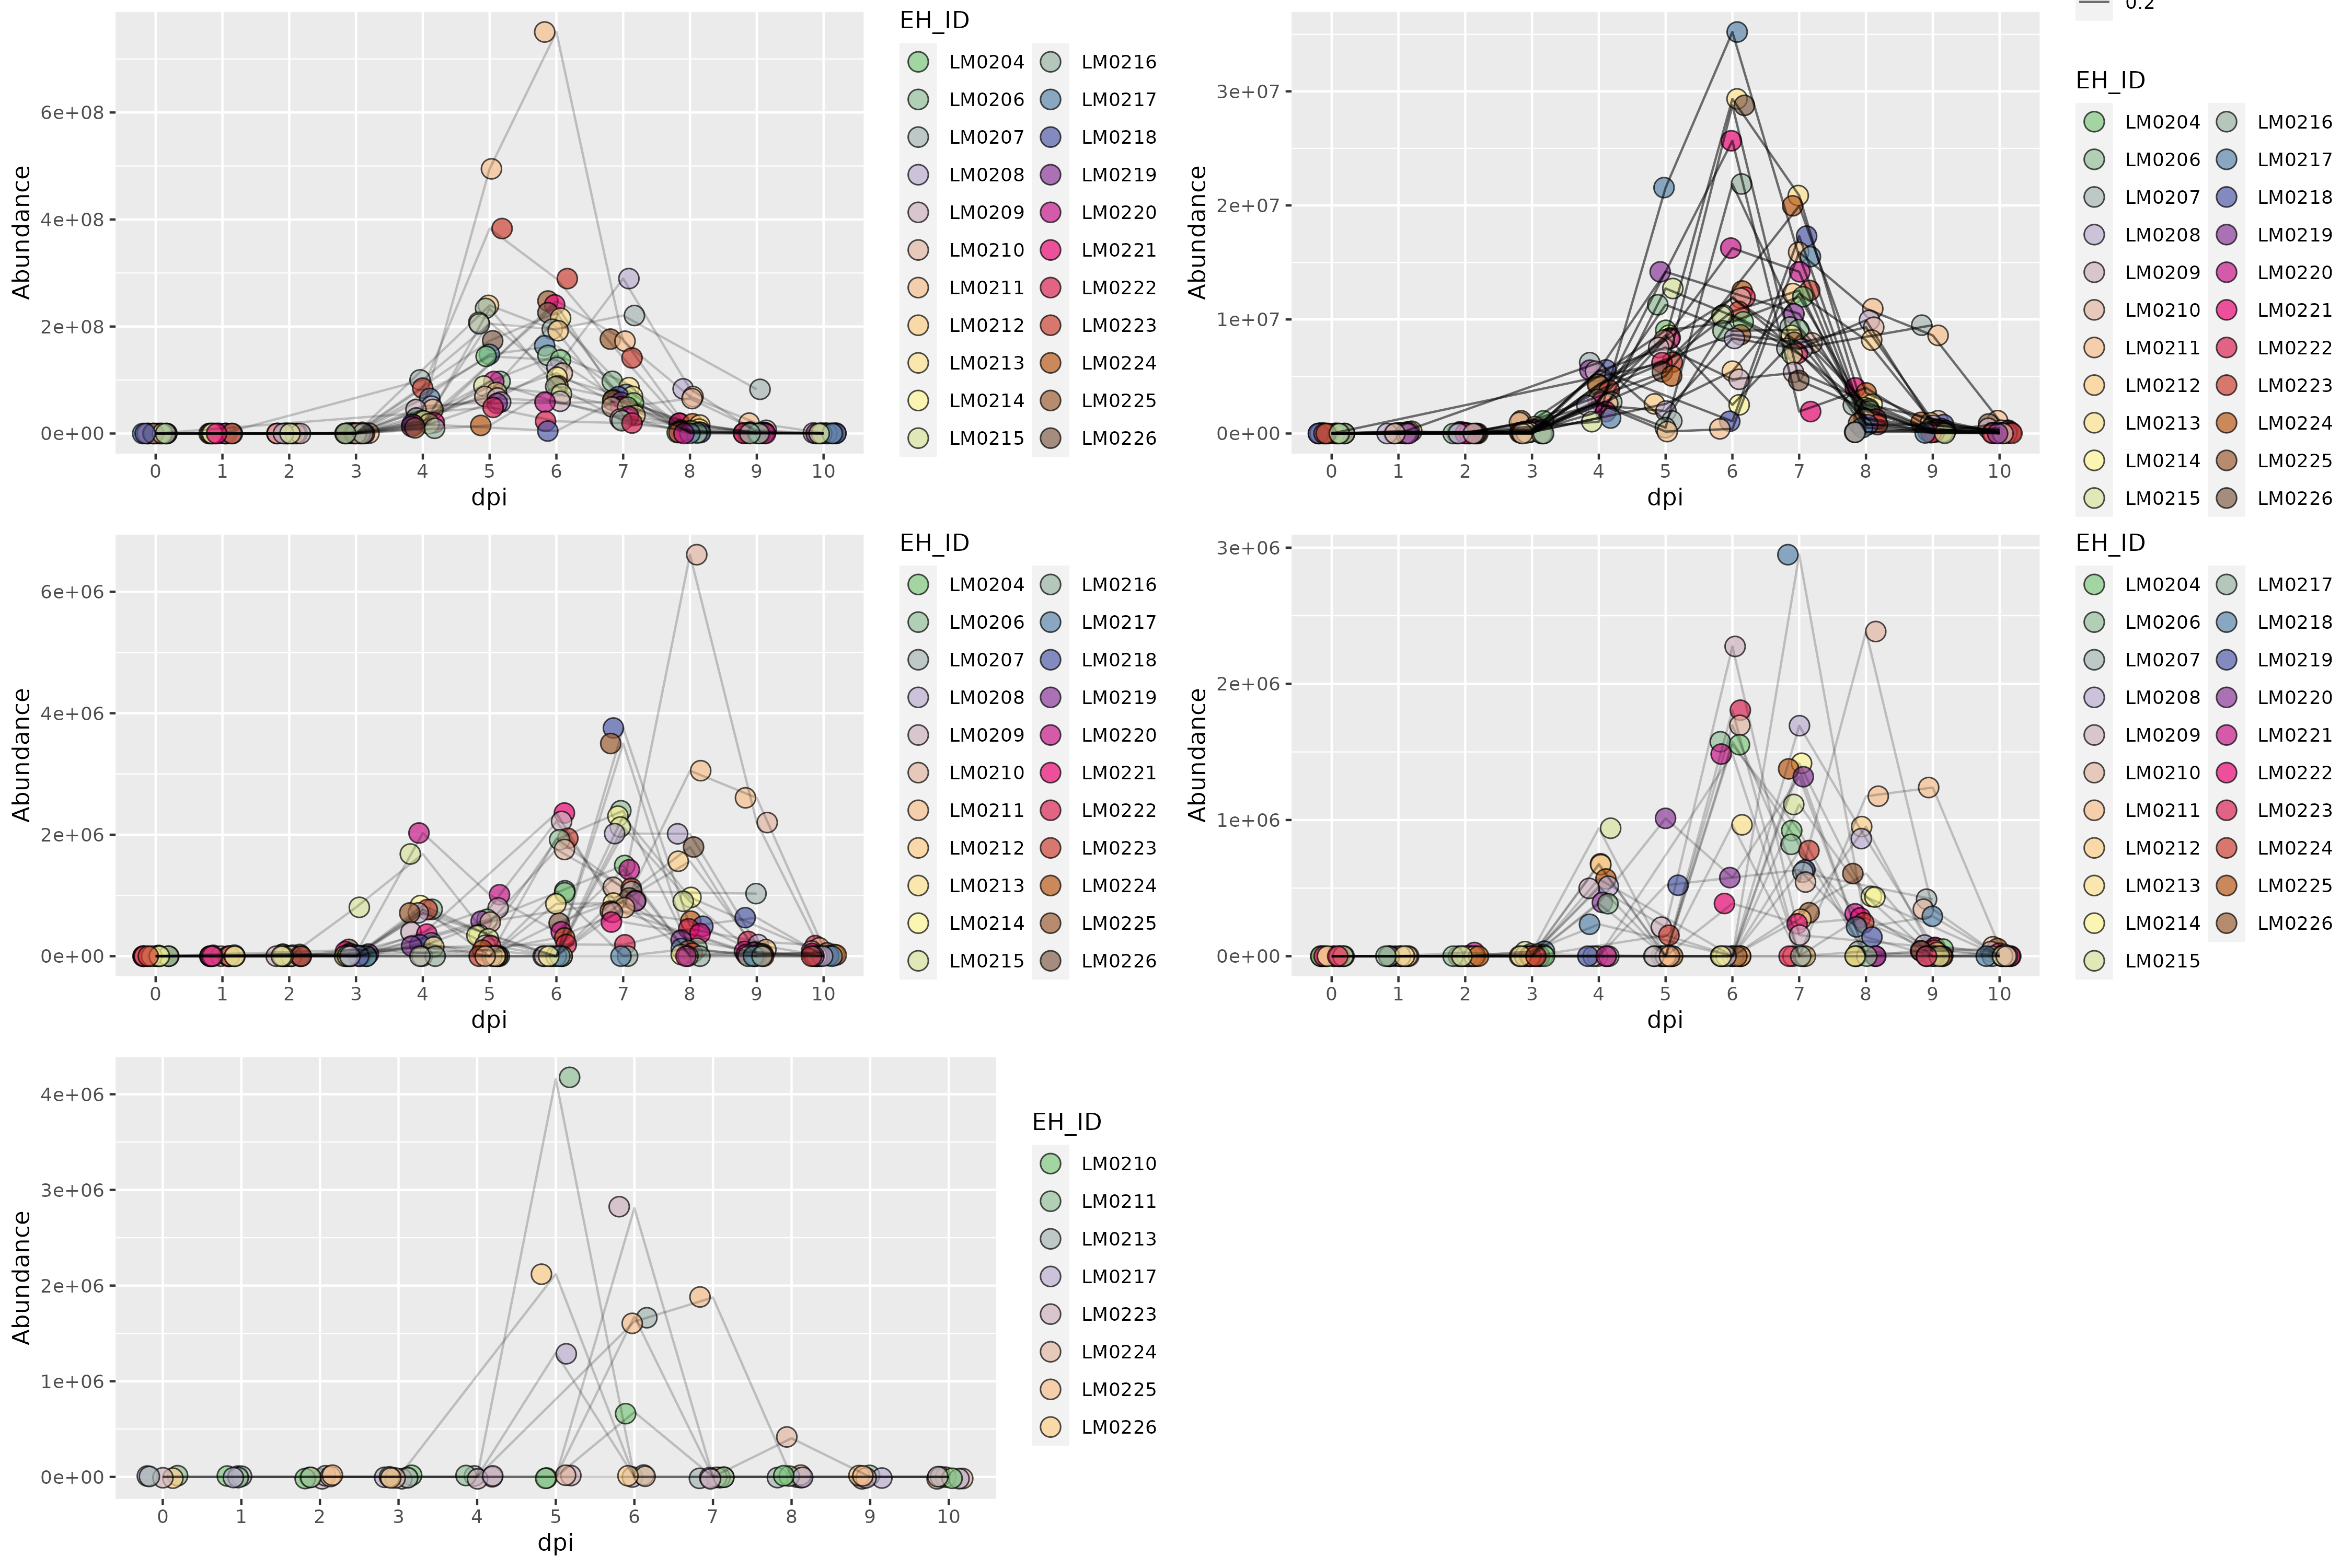 EH_ID
LM0204 LM0216
LM0206 LM0217
LM0207 LM0218
LM0208 LM0219
LM0209 LM0220
LM0210 LM0221
LM0211 LM0222
LM0212 LM0223
LM0213 LM0224
LM0214 LM0225
LM0215 LM0226
Abundance
6e+08
4e+08
2e+08
0e+00
0 1 2 3 4 5 6 7 8 9 10
dpi
0.2
EH_ID
LM0204 LM0216
LM0206 LM0217
LM0207 LM0218
LM0208 LM0219
LM0209 LM0220
LM0210 LM0221
LM0211 LM0222
LM0212 LM0223
LM0213 LM0224
LM0214 LM0225
LM0215 LM0226
Abundance
3e+07
2e+07
1e+07
0e+00
0 1 2 3 4 5 6 7 8 9 10
dpi
EH_ID
LM0204 LM0216
LM0206 LM0217
LM0207 LM0218
LM0208 LM0219
LM0209 LM0220
LM0210 LM0221
LM0211 LM0222
LM0212 LM0223
LM0213 LM0224
LM0214 LM0225
LM0215 LM0226
Abundance
6e+06
4e+06
2e+06
0e+00
0 1 2 3 4 5 6 7 8 9 10
dpi
EH_ID
LM0204 LM0217
LM0206 LM0218
LM0207 LM0219
LM0208 LM0220
LM0209 LM0221
LM0210 LM0222
LM0211 LM0223
LM0212 LM0224
LM0213 LM0225
LM0214 LM0226
LM0215
Abundance
3e+06
2e+06
1e+06
0e+00
0 1 2 3 4 5 6 7 8 9 10
dpi
EH_ID
LM0210
LM0211
LM0213
LM0217
LM0223
LM0224
LM0225
LM0226
Abundance
4e+06
3e+06
2e+06
1e+06
0e+00
0 1 2 3 4 5 6 7 8 9 10
dpi